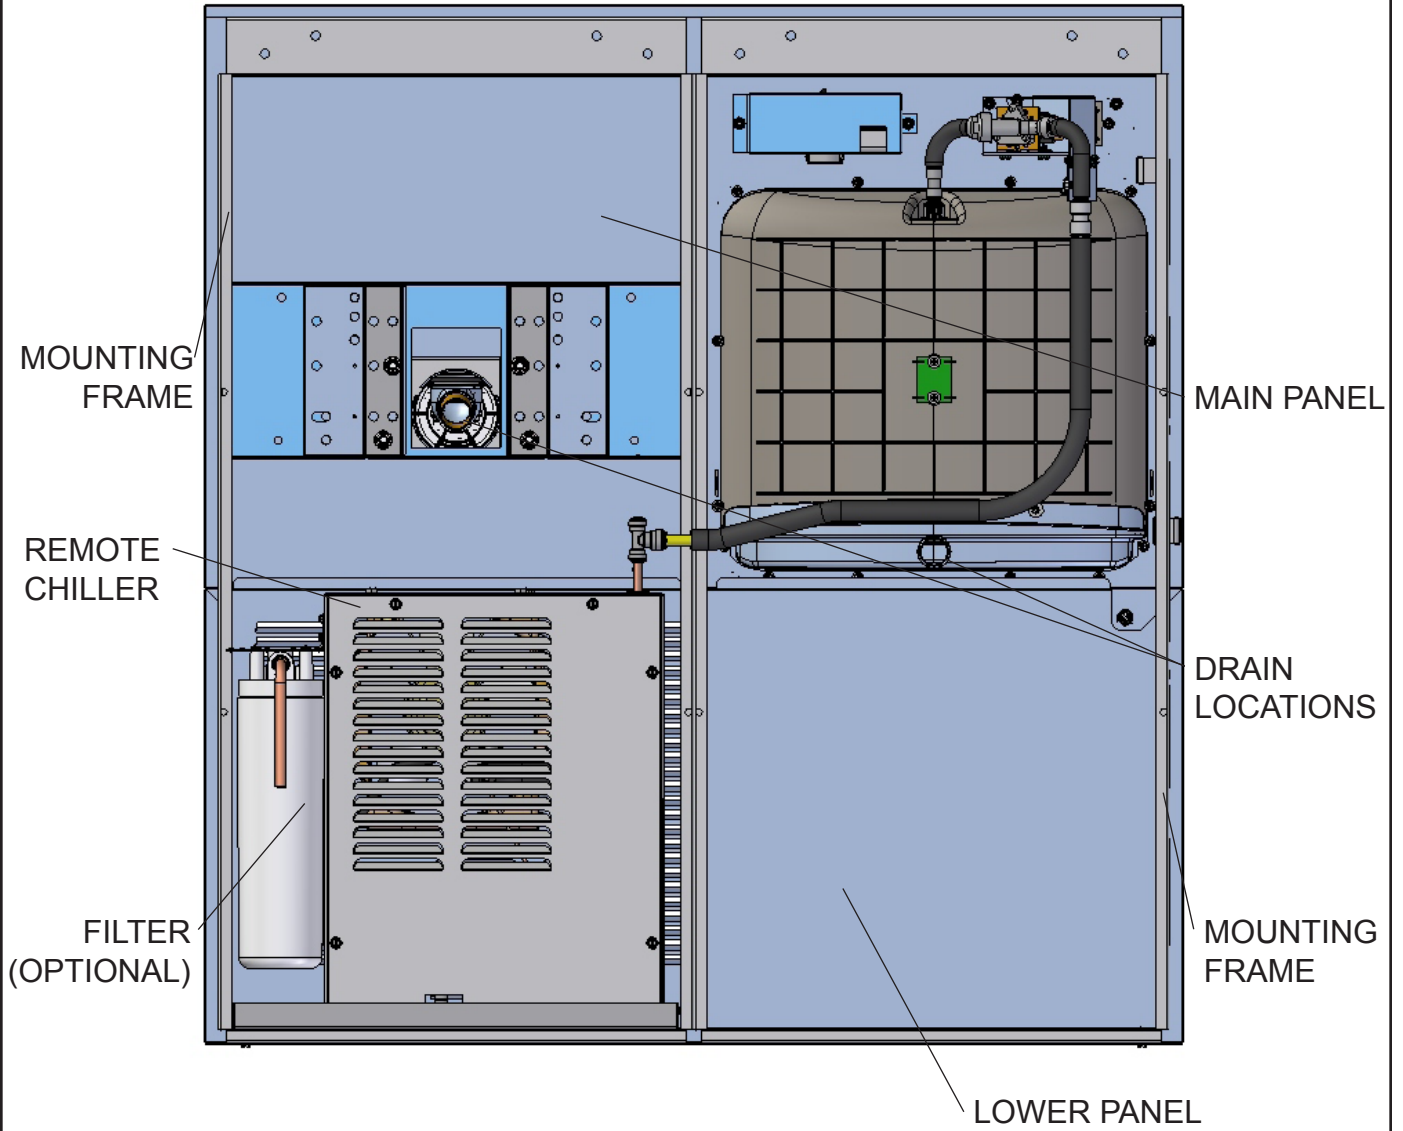 MOUNTING
FRAME
MAIN PANEL
REMOTE
CHILLER
DRAIN
LOCATIONS
FILTER
(OPTIONAL)
MOUNTING
FRAME
LOWER PANEL